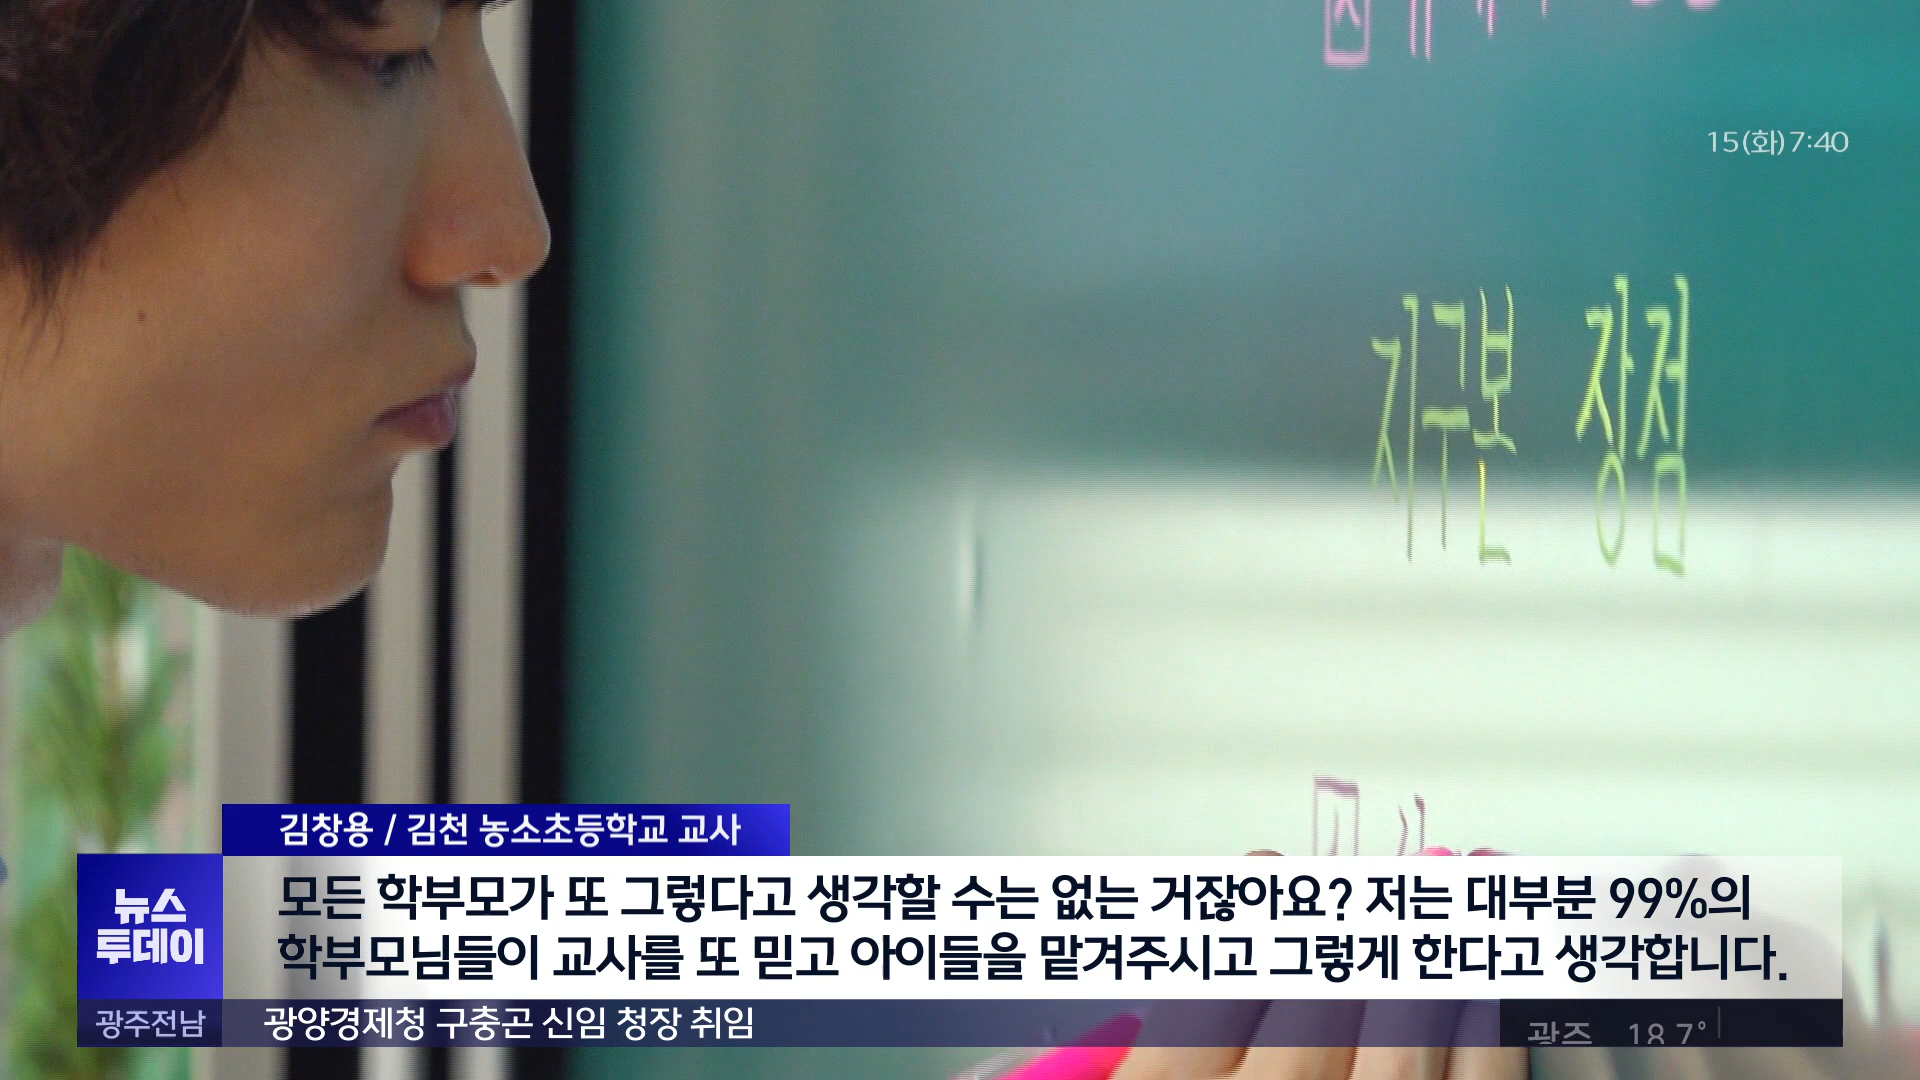 15(화)7:40
지구본 장점
김창용 / 김천 농소초등학교 교사
뉴스
투데이
모든 학부모가 또 그렇다고 생각할 수는 없는 거잖아요? 저는 대부분 99%의
학부모님들이 교사를 또 믿고 아이들을 맡겨주시고 그렇게 한다고 생각합니다.
광주전남
광양경제청 구충곤 신임 청장 취임
광주 18.7°